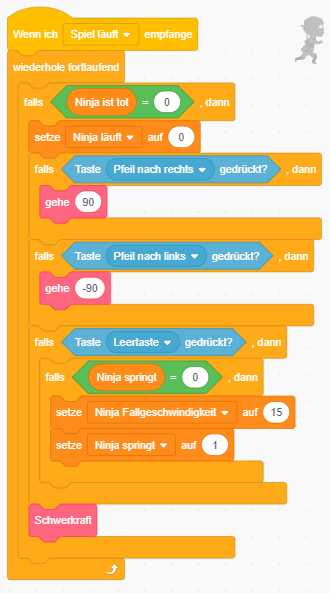 Wenn ich Spiel läuft empfange
wiederhole fortlaufend
falls Ninja ist tot = 0 , dann
setze Ninja läuft auf 0
falls Taste Pfeil nach rechts gedrückt? , dann
gehe 90
falls Taste Pfeil nach links gedrückt? , dann
gehe -90
falls Taste Leertaste gedrückt? , dann
falls Ninja springt = 0 , dann
setze Ninja Fallgeschwindigkeit auf 15
setze Ninja springt auf 1
Schwerkraft